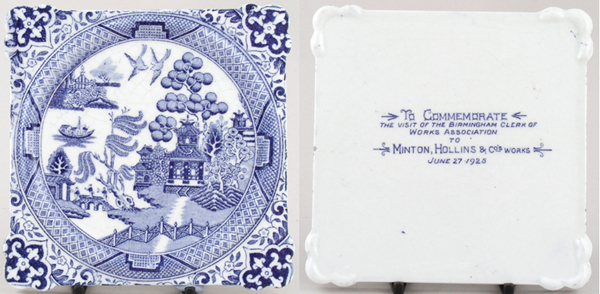 To Commemorate
THE VISIT OF THE BIRMINGHAM CLERK OF
WORKS ASSOCIATION
TO
MINTON, HOLLINS & CO'S WORKS
JUNE 27·1925